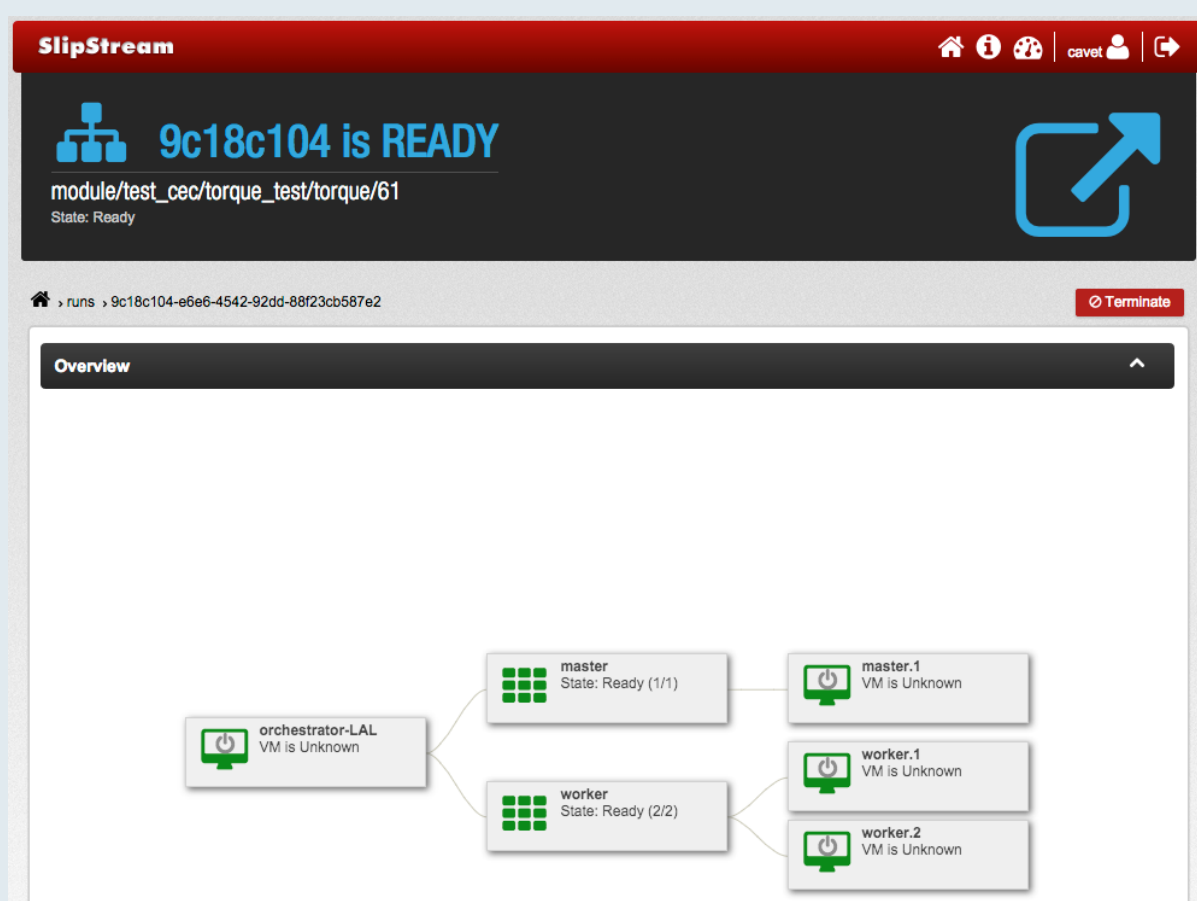 SlipStream
cavet
9c18c104 is READY
module/test_cec/torque_test/torque/61
State: Ready
› runs › 9c18c104-e6e6-4542-92dd-88f23cb587e2
Terminate
Overview
master
State: Ready (1/1)
master.1
VM is Unknown
orchestrator-LAL
VM is Unknown
worker.1
VM is Unknown
worker
State: Ready (2/2)
worker.2
VM is Unknown